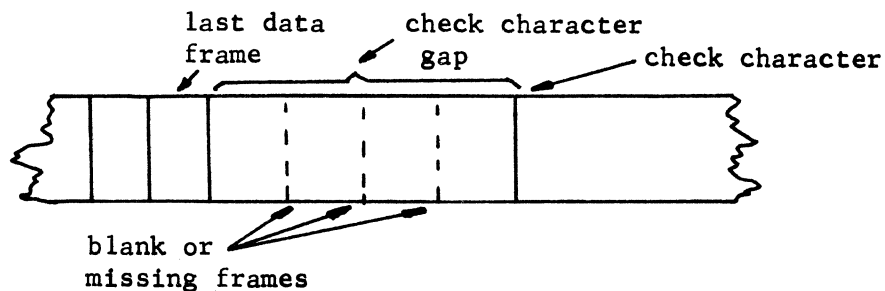 last data
frame
check character
gap
check character
blank or
missing frames